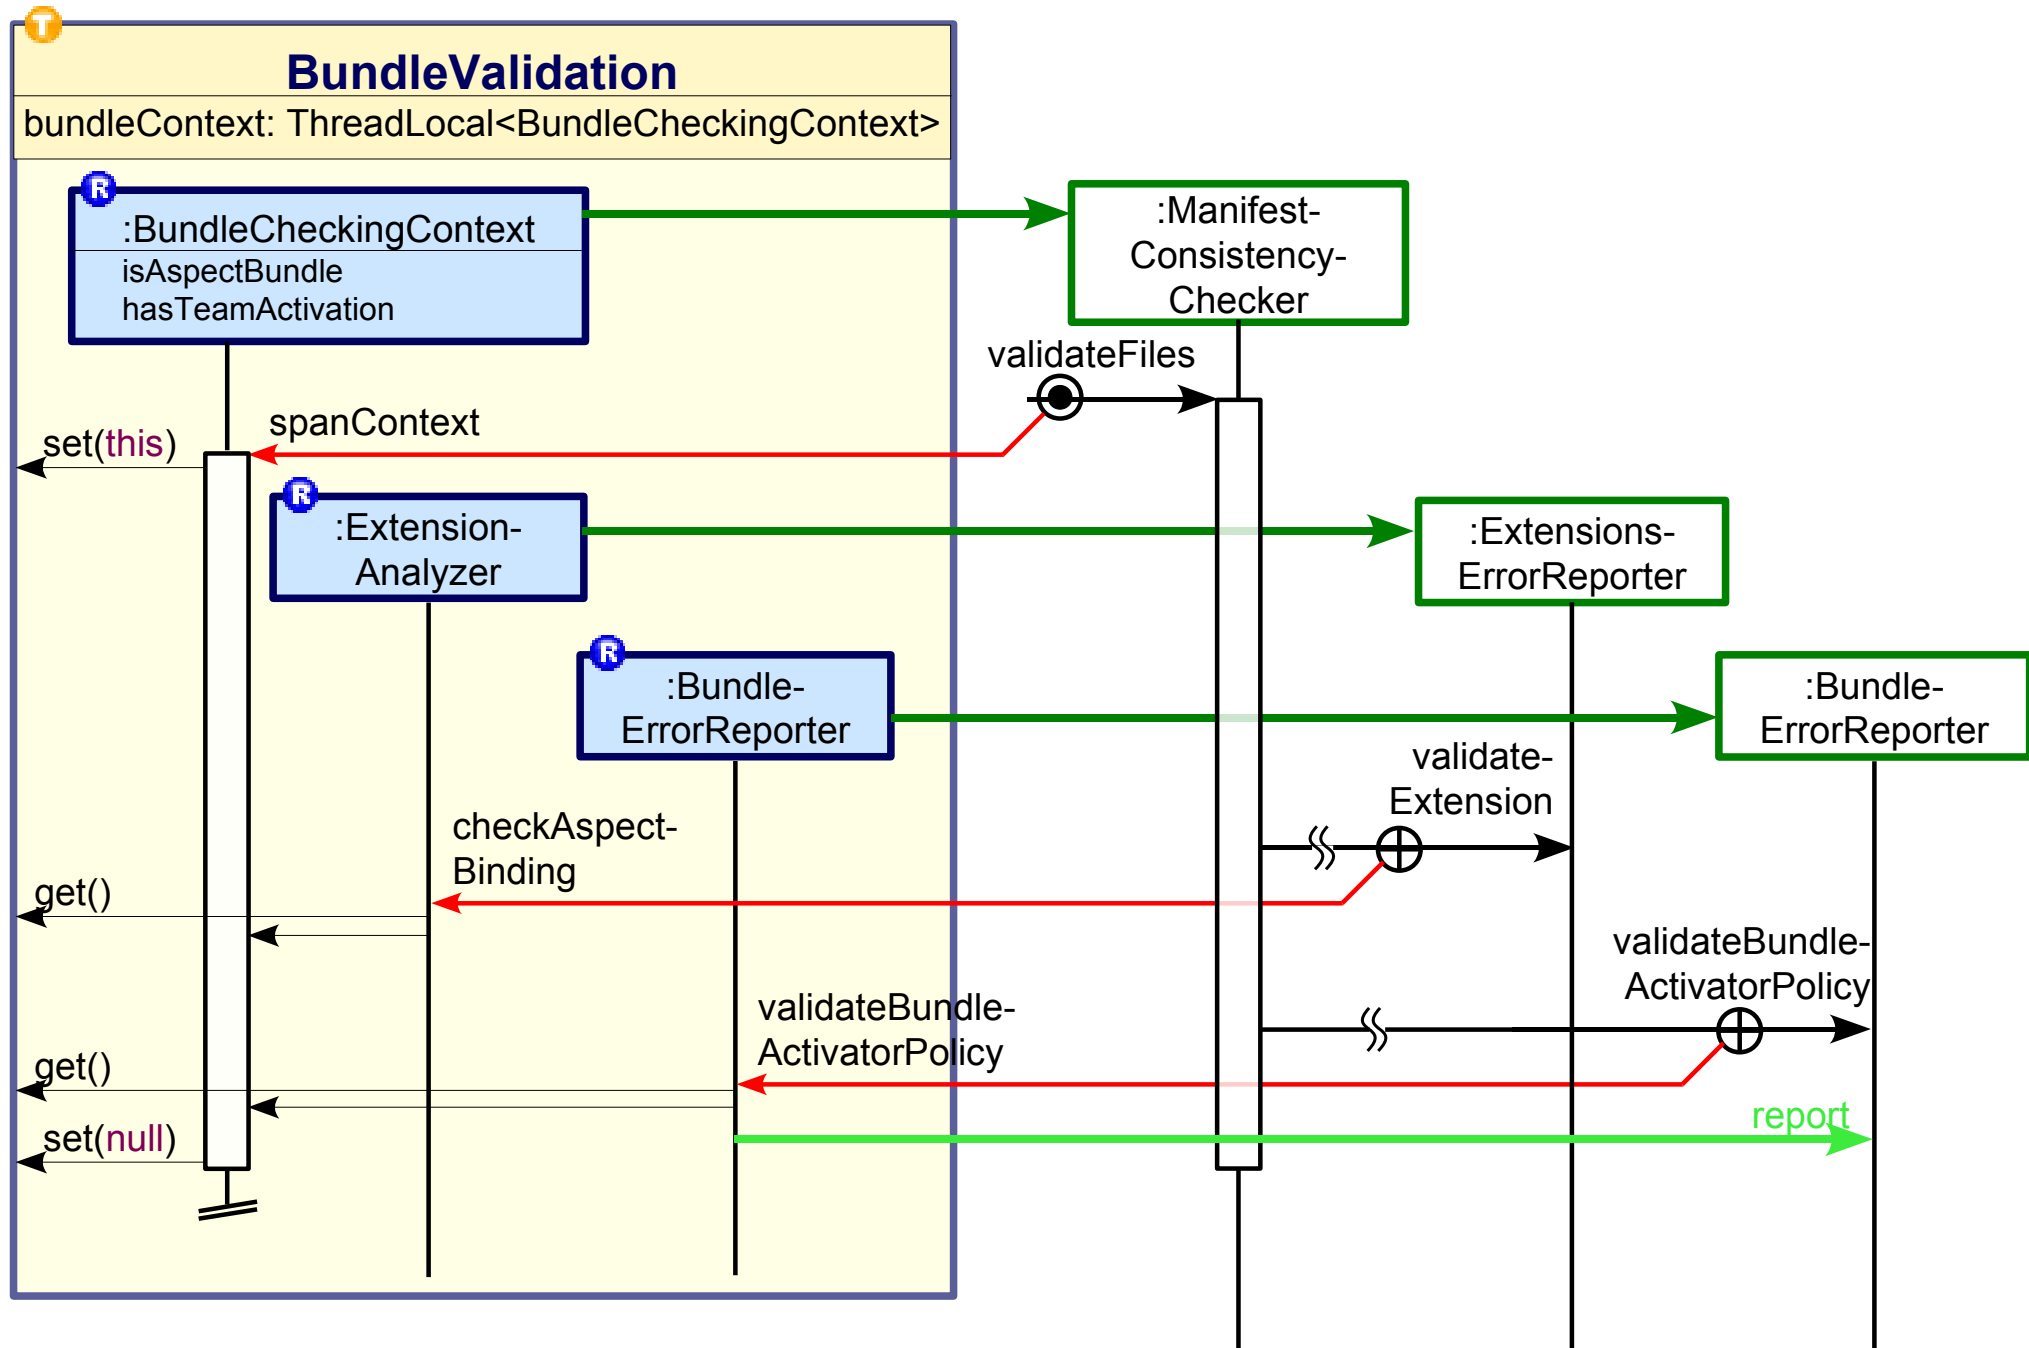 T
BundleValidation
bundleContext: ThreadLocal<BundleCheckingContext>
R
:BundleCheckingContext
isAspectBundle
hasTeamActivation
:Manifest-
Consistency-
Checker
validateFiles
spanContext
set(this)
R
:Extension-
Analyzer
:Extensions-
ErrorReporter
R
:Bundle-
ErrorReporter
:Bundle-
ErrorReporter
validate-
Extension
checkAspect-
Binding
get()
validateBundle-
ActivatorPolicy
validateBundle-
ActivatorPolicy
get()
report
set(null)